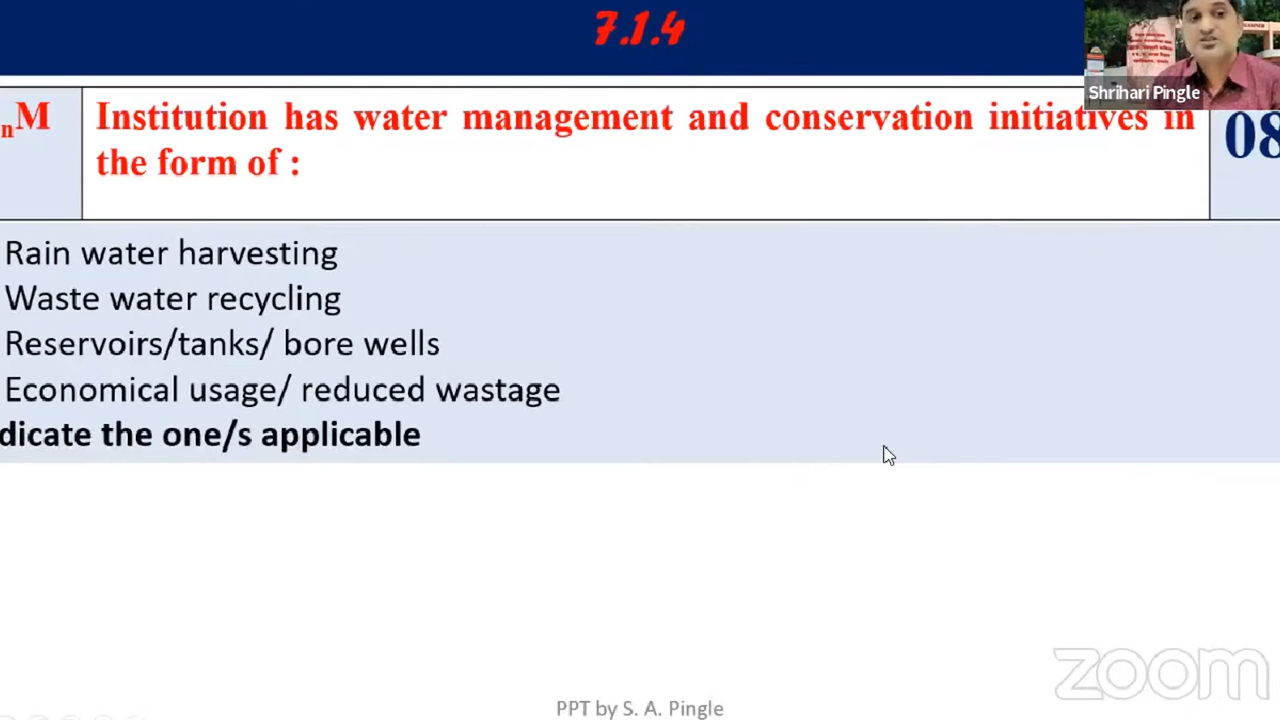 7.1.4
Shrihari Pingle
nM
Institution has water management and conservation initiatives in
the form of :
08
Rain water harvesting
Waste water recycling
Reservoirs/tanks/ bore wells
Economical usage/ reduced wastage
dicate the one/s applicable
zoom
PPT by S. A. Pingle